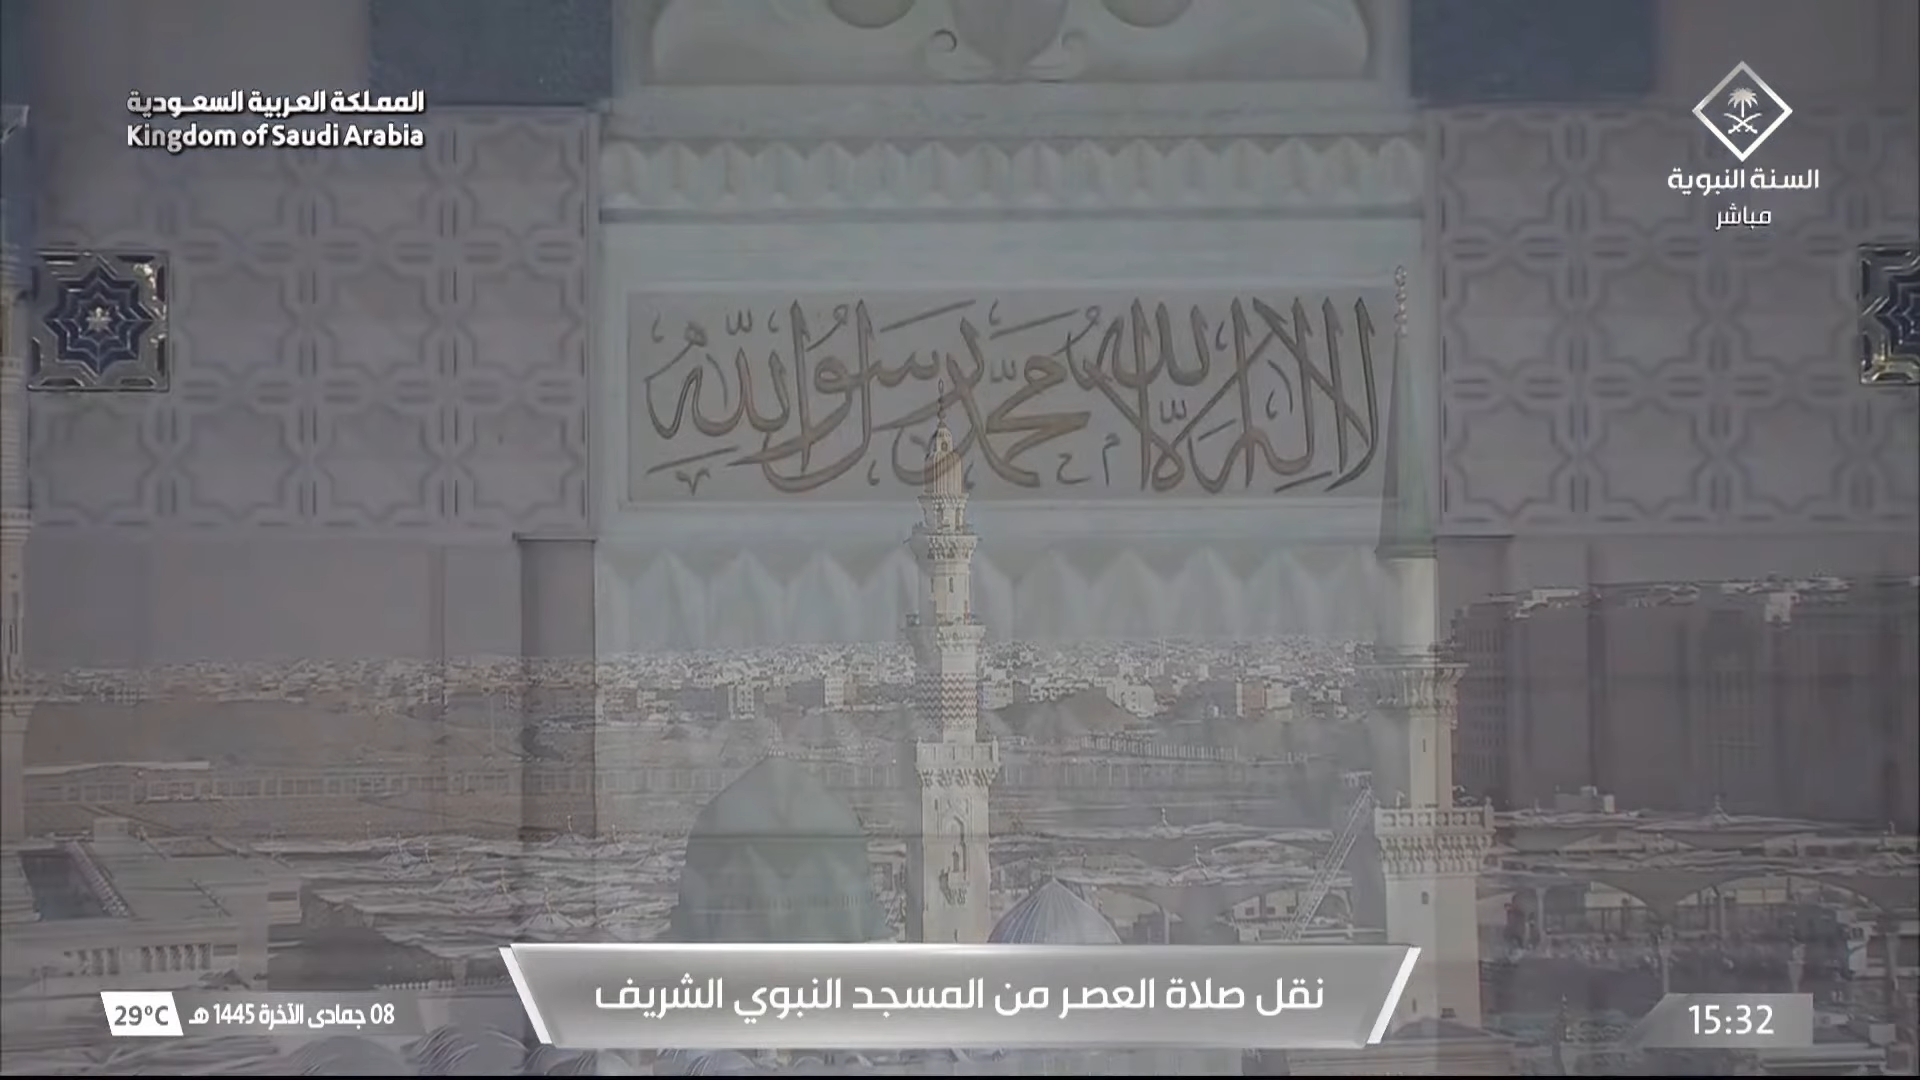 المملكة العربية السعودية
Kingdom of Saudi Arabia
السنة النبوية
مباشر
لا إله إلا الله محمد رسول الله
نقل صلاة العصر من المسجد النبوي الشريف
29°C
08 جمادى الآخرة 1445 هـ
15:32